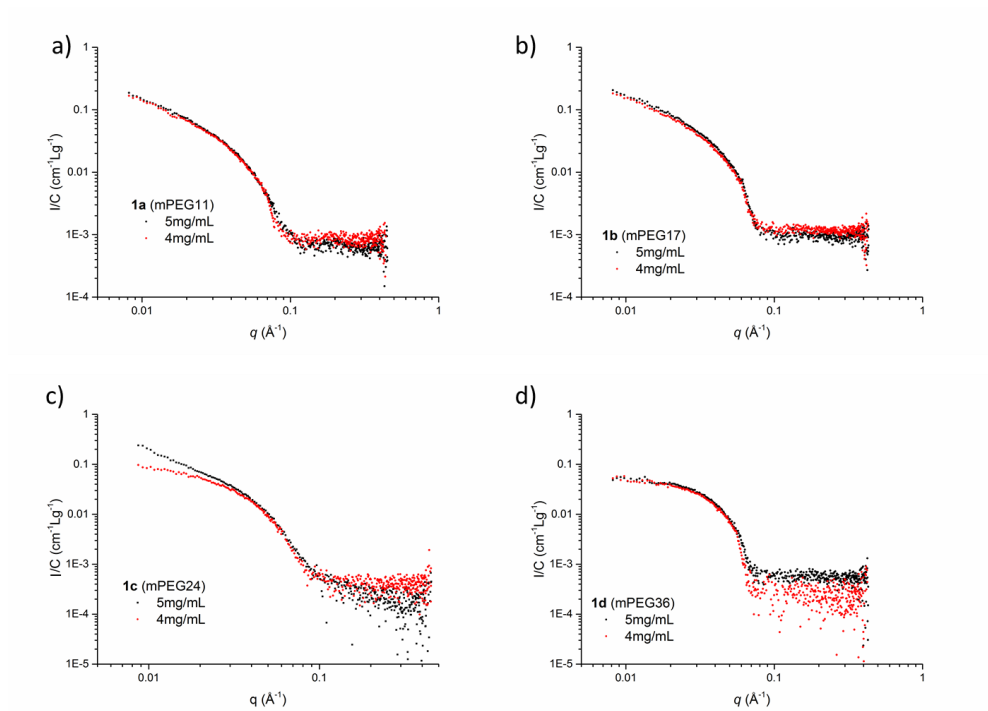 a)
1
0.1
0.01
1E-3
1E-4
I/C (cm⁻¹Lg⁻¹)
1a (mPEG11)
5mg/mL
4mg/mL
0.01
0.1
1
q (Å⁻¹)
b)
1
0.1
0.01
1E-3
1E-4
I/C (cm⁻¹Lg⁻¹)
1b (mPEG17)
5mg/mL
4mg/mL
0.01
0.1
1
q (Å⁻¹)
c)
1
0.1
0.01
1E-3
1E-4
1E-5
I/C (cm⁻¹Lg⁻¹)
1c (mPEG24)
5mg/mL
4mg/mL
0.01
0.1
q (Å⁻¹)
d)
1
0.1
0.01
1E-3
1E-4
1E-5
I/C (cm⁻¹Lg⁻¹)
1d (mPEG36)
5mg/mL
4mg/mL
0.01
0.1
1
q (Å⁻¹)